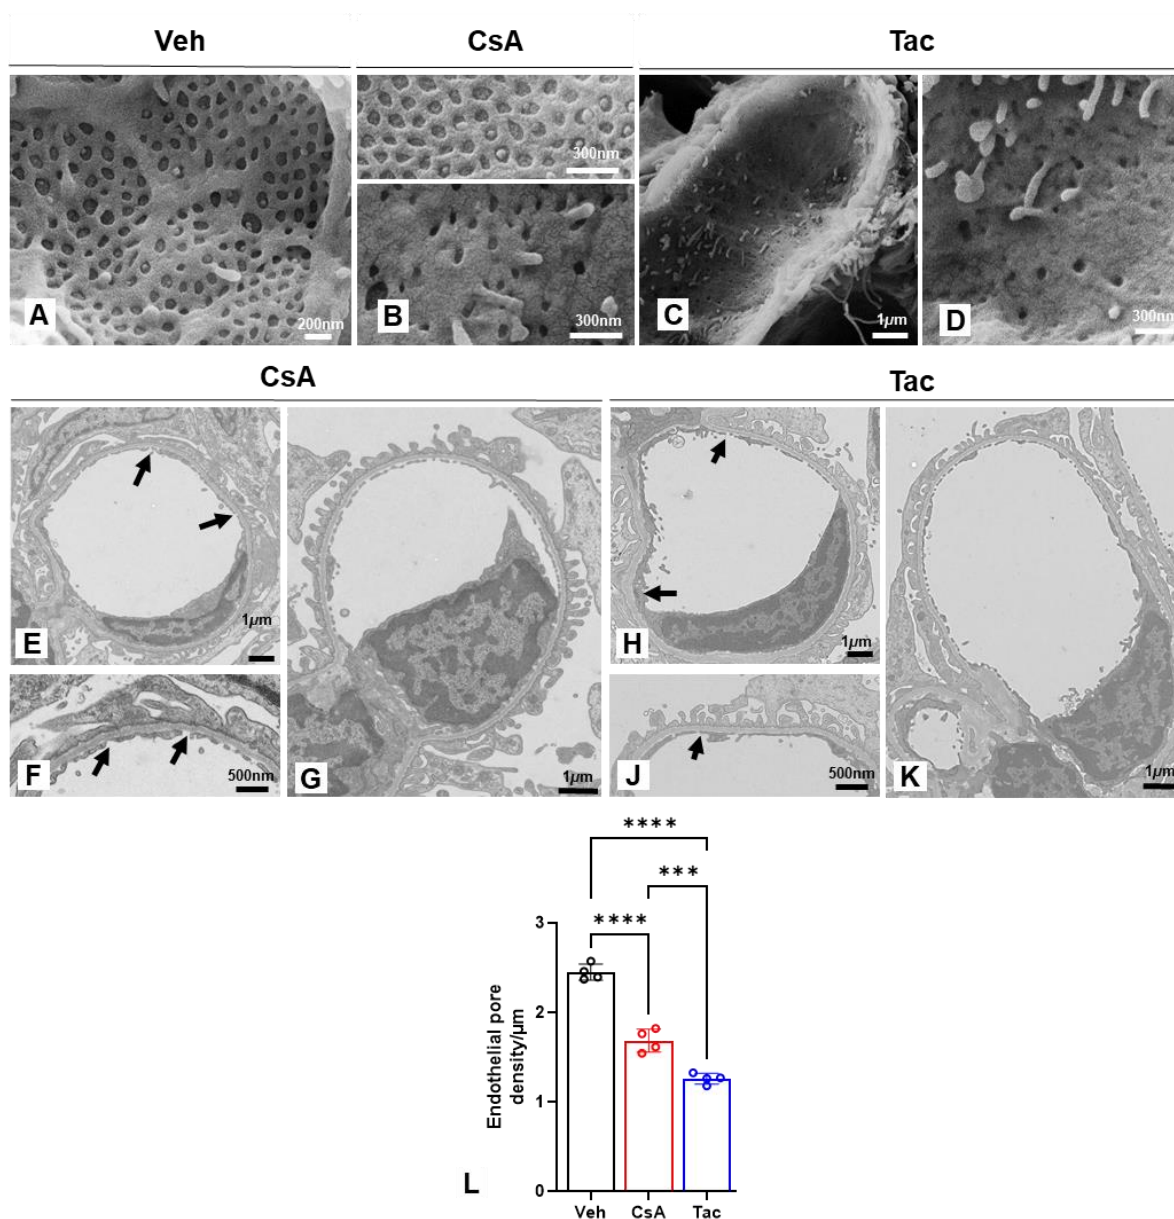 Veh
CsA
Tac
A
200nm
300nm
B
300nm
C
1µm
D
300nm
CsA
Tac
E
1µm
F
500nm
G
1µm
H
1µm
J
500nm
K
1µm
****
***
****
Endothelial pore
density/µm
3
2
1
0
Veh
CsA
Tac
L